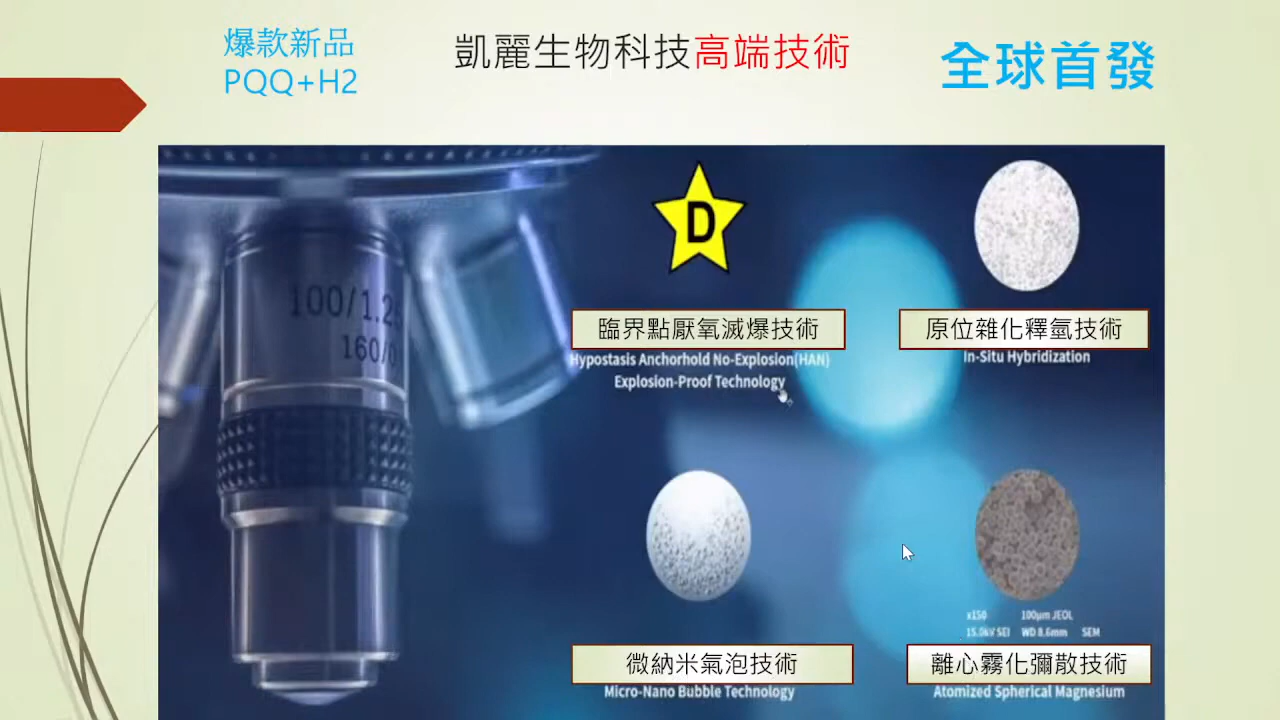 爆款新品
PQQ+H2
凱麗生物科技高端技術
全球首發
100/1.25
160/0
D
臨界點厭氧滅爆技術
Hypostasis Anchorhold No-Explosion(HAN)
Explosion-Proof Technology
原位雜化釋氫技術
In-Situ Hybridization
微納米氣泡技術
Micro-Nano Bubble Technology
x150 100μm JEOL
15.0kV SEI WD 8.6mm SEM
離心霧化彌散技術
Atomized Spherical Magnesium